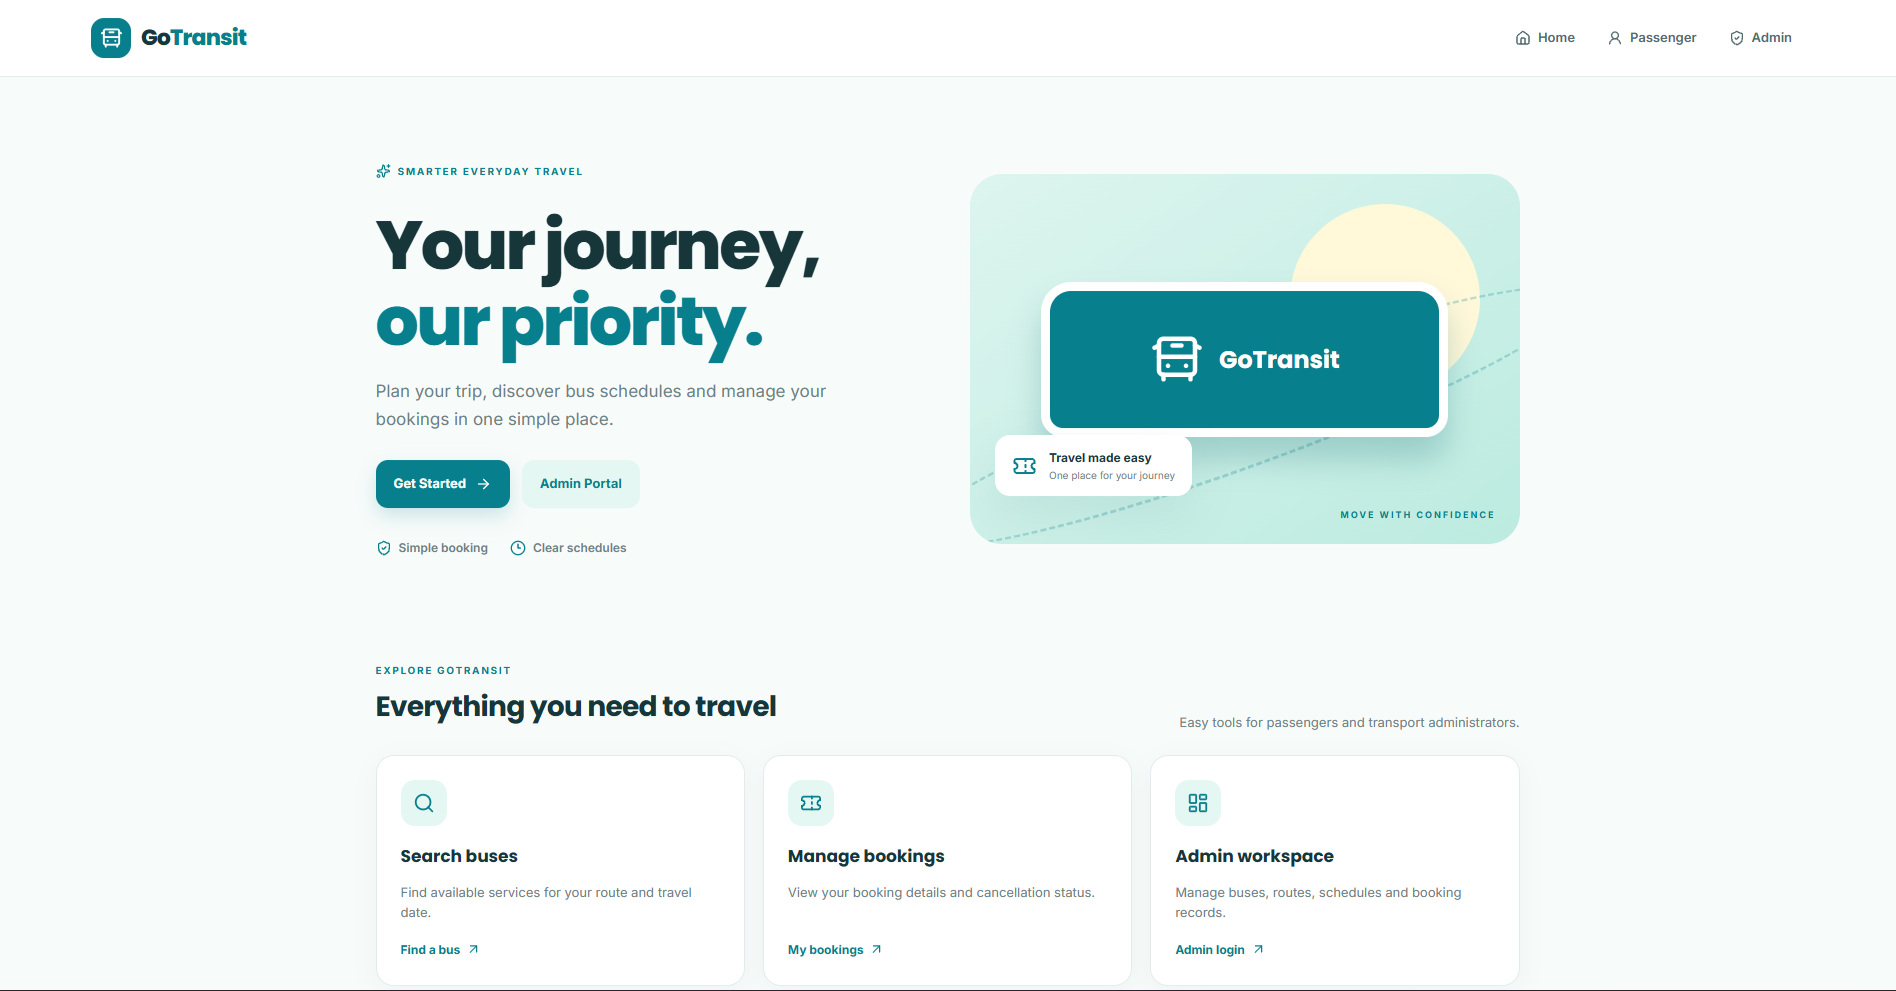 GoTransit
Home
Passenger
Admin
SMARTER EVERYDAY TRAVEL
Your journey,
our priority.
Plan your trip, discover bus schedules and manage your
bookings in one simple place.
Get Started
Admin Portal
Simple booking
Clear schedules
GoTransit
Travel made easy
One place for your journey
MOVE WITH CONFIDENCE
EXPLORE GOTRANSIT
Everything you need to travel
Easy tools for passengers and transport administrators.
Search buses
Find available services for your route and travel
date.
Find a bus
Manage bookings
View your booking details and cancellation status.
My bookings
Admin workspace
Manage buses, routes, schedules and booking
records.
Admin login